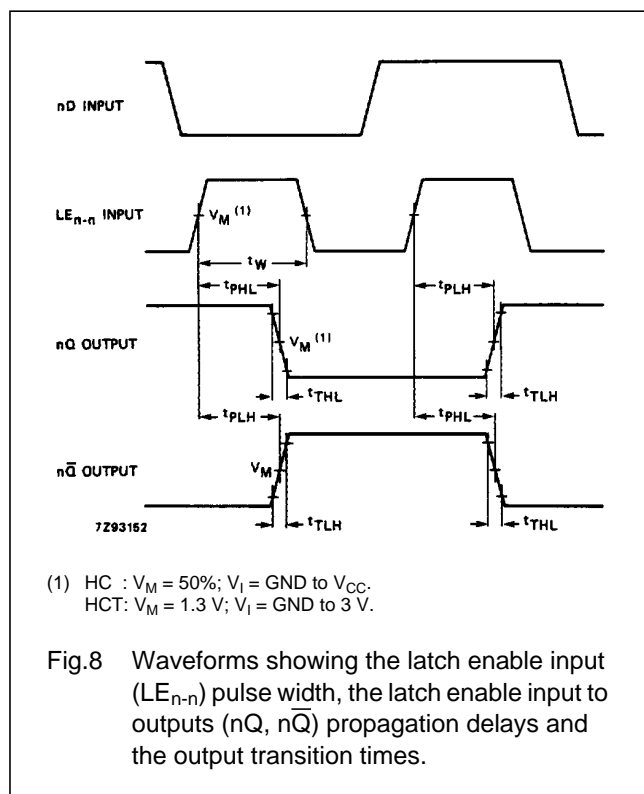 nD INPUT
LEn-n INPUT
VM (1)
tW
tPHL
tPLH
nQ OUTPUT
VM (1)
tTHL
tTLH
tPLH
tPHL
nQ̅ OUTPUT
VM
7Z93152
tTLH
tTHL
(1) HC : VM = 50%; VI = GND to VCC.
HCT: VM = 1.3 V; VI = GND to 3 V.
Fig.8 Waveforms showing the latch enable input
(LEn-n) pulse width, the latch enable input to
outputs (nQ, nQ̅) propagation delays and
the output transition times.